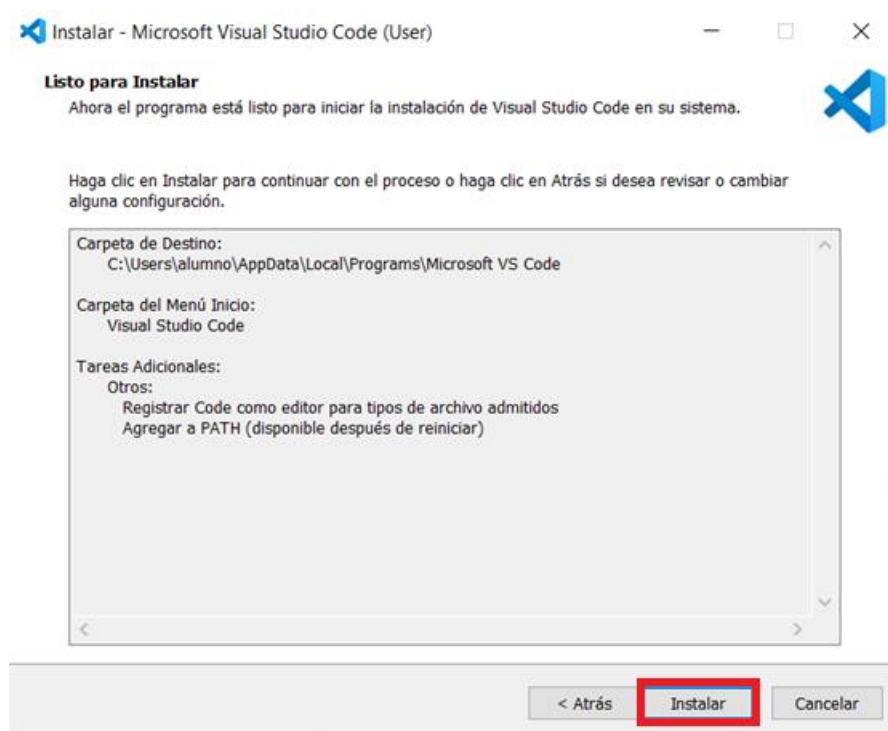 Instalar - Microsoft Visual Studio Code (User)
Listo para Instalar
Ahora el programa está listo para iniciar la instalación de Visual Studio Code en su sistema.
Haga clic en Instalar para continuar con el proceso o haga clic en Atrás si desea revisar o cambiar
alguna configuración.
Carpeta de Destino:
C:\Users\alumno\AppData\Local\Programs\Microsoft VS Code
Carpeta del Menú Inicio:
Visual Studio Code
Tareas Adicionales:
Otros:
Registrar Code como editor para tipos de archivo admitidos
Agregar a PATH (disponible después de reiniciar)
< Atrás Instalar Cancelar